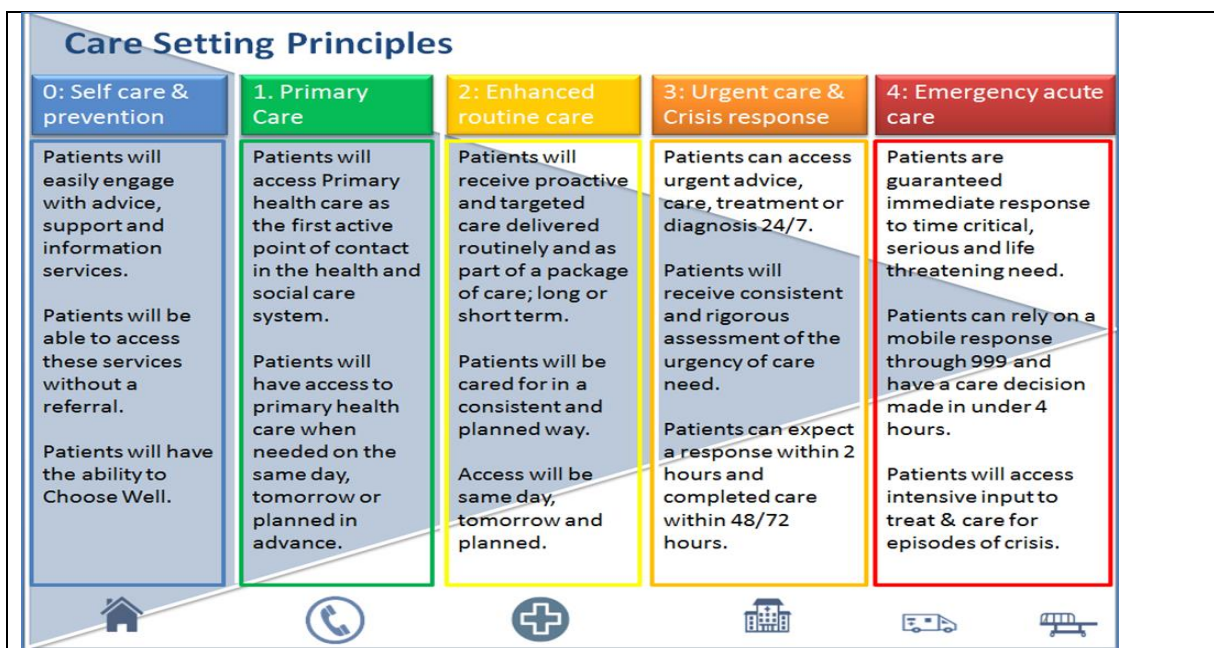 Care Setting Principles
0: Self care &
prevention
1. Primary
Care
2: Enhanced
routine care
3: Urgent care &
Crisis response
4: Emergency acute
care
Patients will
easily engage
with advice,
support and
information
services.
Patients will be
able to access
these services
without a
referral.
Patients will have
the ability to
Choose Well.
Patients will
access Primary
health care as
the first active
point of contact
in the health and
social care
system.
Patients will
have access to
primary health
care when
needed on the
same day,
tomorrow or
planned in
advance.
Patients will
receive proactive
and targeted
care delivered
routinely and as
part of a package
of care; long or
short term.
Patients will be
cared for in a
consistent and
planned way.
Access will be
same day,
tomorrow and
planned.
Patients can access
urgent advice,
care, treatment or
diagnosis 24/7.
Patients will
receive consistent
and rigorous
assessment of the
urgency of care
need.
Patients can expect
a response within 2
hours and
completed care
within 48/72
hours.
Patients are
guaranteed
immediate response
to time critical,
serious and life
threatening need.
Patients can rely on a
mobile response
through 999 and
have a care decision
made in under 4
hours.
Patients will access
intensive input to
treat & care for
episodes of crisis.